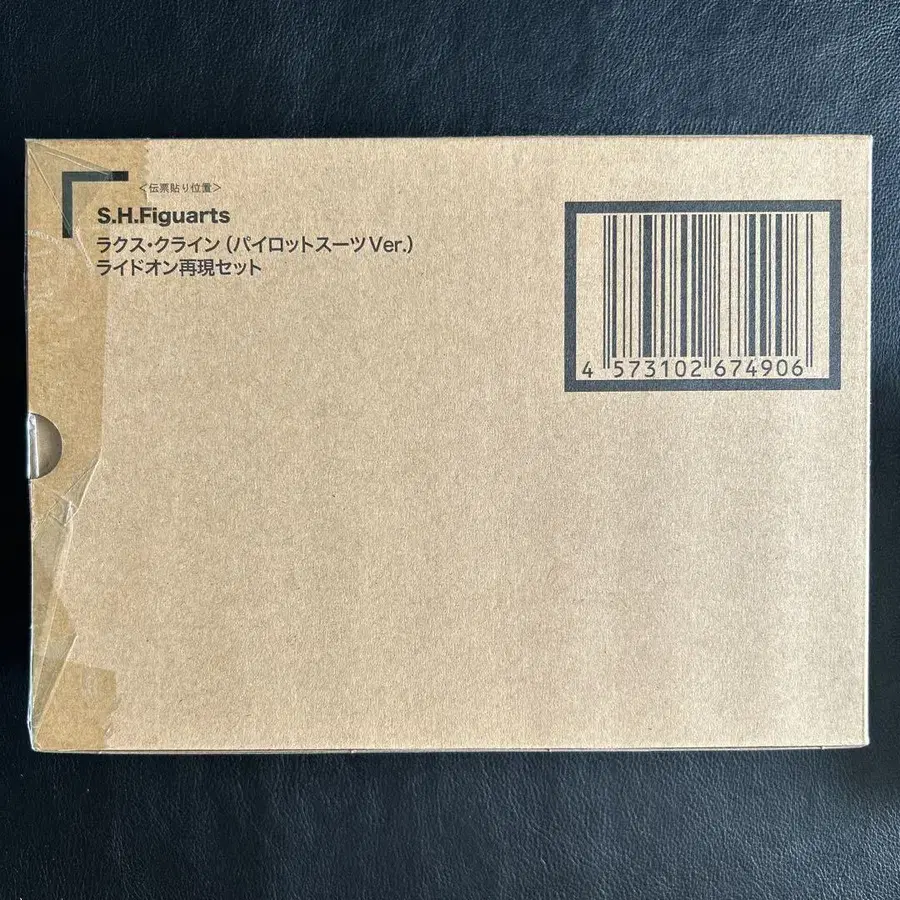 ＜伝票貼り位置＞
S.H.Figuarts
ラクス・クライン（パイロットスーツVer.）
ライドオン再現セット
4 573102 674906